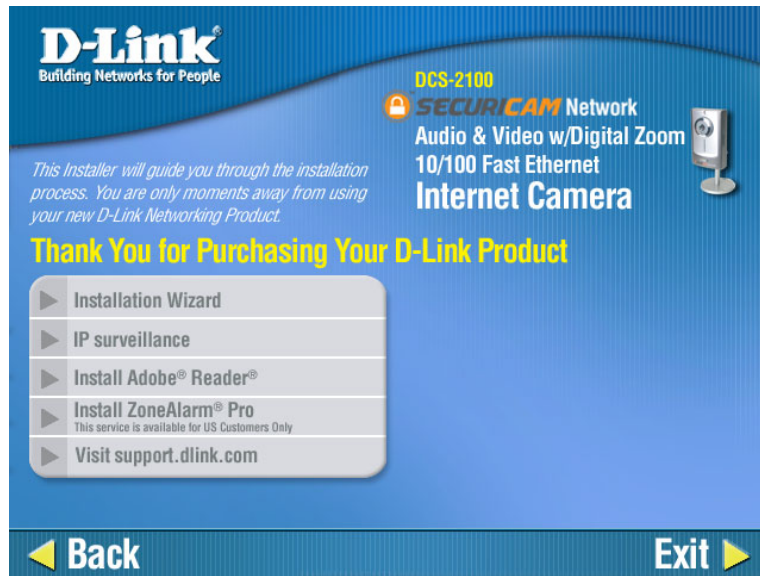 D-Link
Building Networks for People
DCS-2100
SECURICAM Network
Audio & Video w/Digital Zoom
10/100 Fast Ethernet
Internet Camera
This Installer will guide you through the installation
process. You are only moments away from using
your new D-Link Networking Product.
Thank You for Purchasing Your D-Link Product
Installation Wizard
IP surveillance
Install Adobe® Reader®
Install ZoneAlarm® Pro
This service is available for US Customers Only
Visit support.dlink.com
Back
Exit